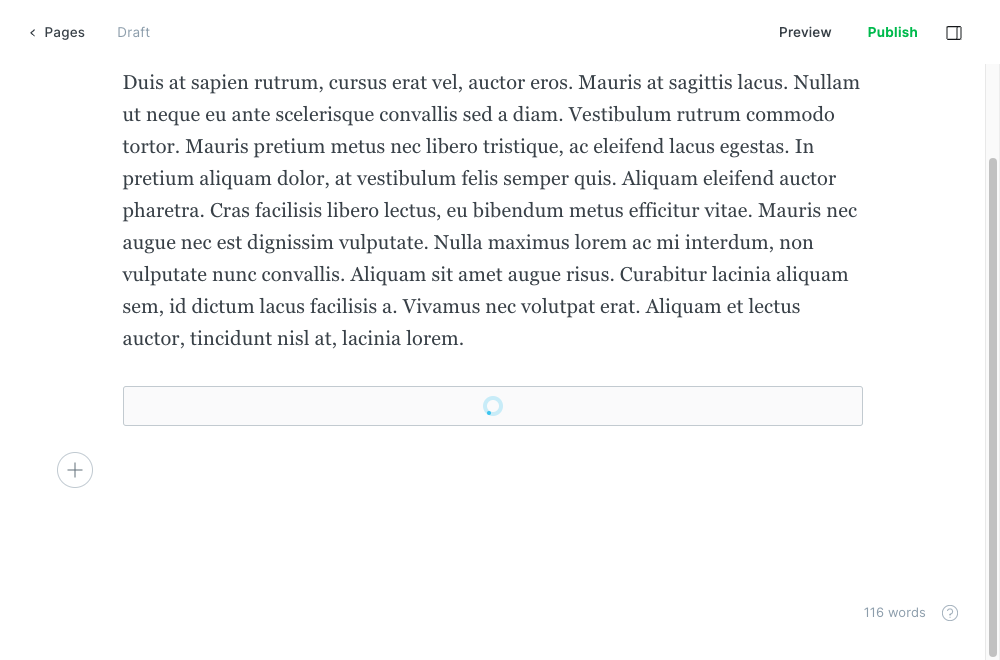 Pages
Draft
Preview
Publish
Duis at sapien rutrum, cursus erat vel, auctor eros. Mauris at sagittis lacus. Nullam
ut neque eu ante scelerisque convallis sed a diam. Vestibulum rutrum commodo
tortor. Mauris pretium metus nec libero tristique, ac eleifend lacus egestas. In
pretium aliquam dolor, at vestibulum felis semper quis. Aliquam eleifend auctor
pharetra. Cras facilisis libero lectus, eu bibendum metus efficitur vitae. Mauris nec
augue nec est dignissim vulputate. Nulla maximus lorem ac mi interdum, non
vulputate nunc convallis. Aliquam sit amet augue risus. Curabitur lacinia aliquam
sem, id dictum lacus facilisis a. Vivamus nec volutpat erat. Aliquam et lectus
auctor, tincidunt nisl at, lacinia lorem.
116 words
?